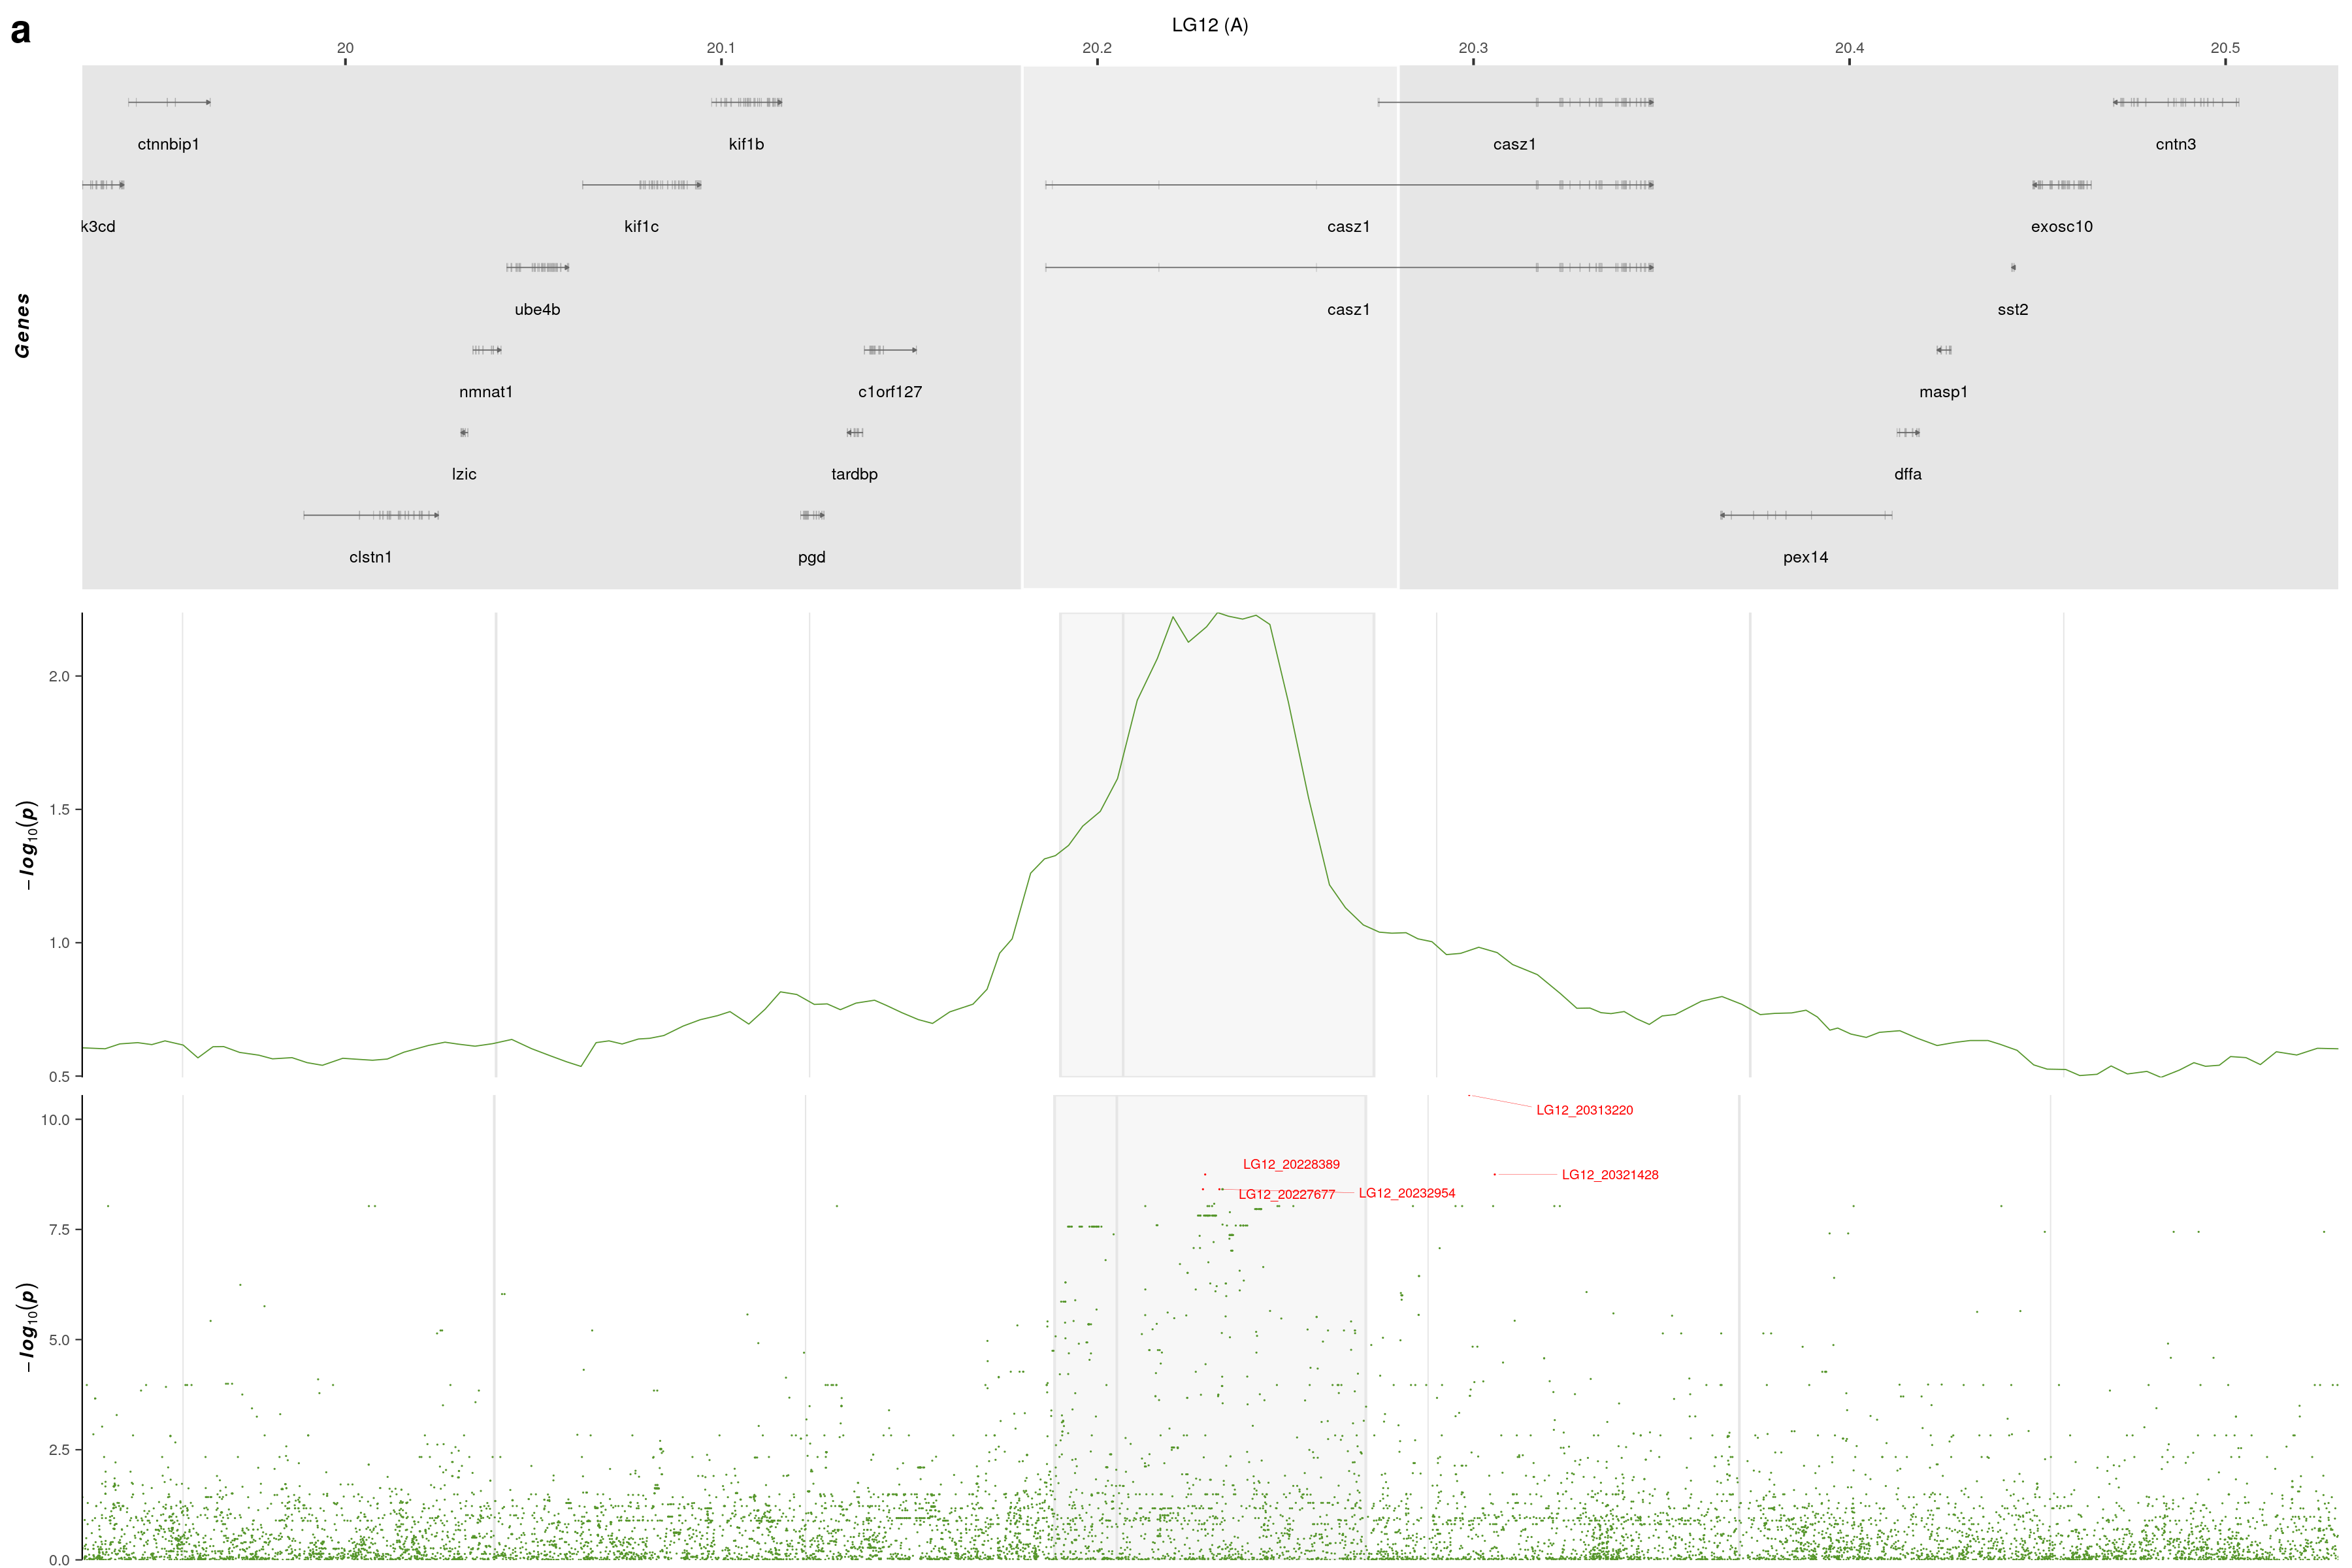 a
LG12 (A)
20 20.1 20.2 20.3 20.4 20.5
Genes
ctnnbip1 kif1b casz1 cntn3
k3cd kif1c casz1 exosc10
ube4b casz1 sst2
nmnat1 c1orf127 masp1
lzic tardbp dffa
clstn1 pgd pex14
−log10(p)
2.0
1.5
1.0
0.5
−log10(p)
10.0
7.5
5.0
2.5
0.0
LG12_20313220
LG12_20228389
LG12_20321428
LG12_20227677 LG12_20232954